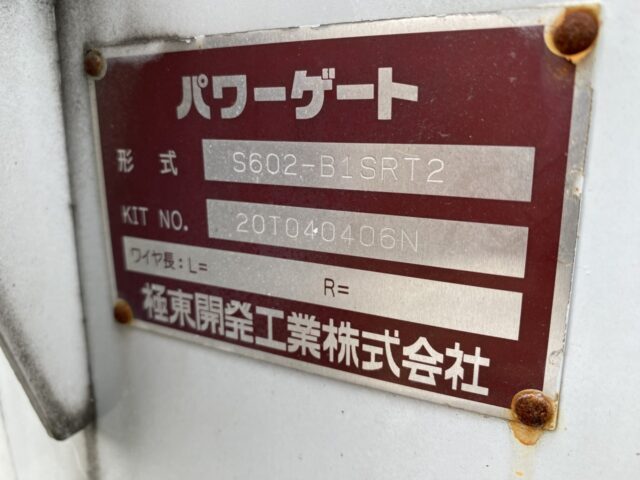 パワーゲート
形式 S602-B1SRT2
KIT NO. 20T040406N
ワイヤ長:L= R=
極東開発工業株式会社